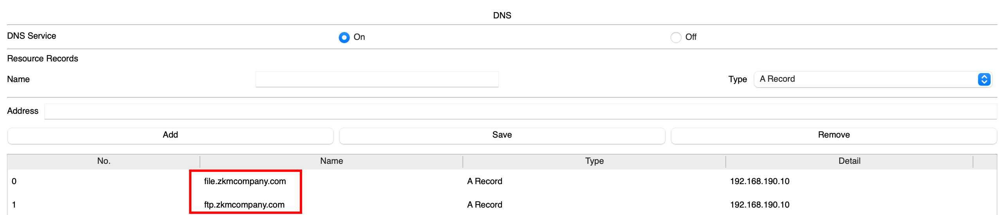 DNS
DNS Service On Off
Resource Records
Name Type A Record
Address
Add Save Remove
No. Name Type Detail
0 file.zkmcompany.com A Record 192.168.190.10
1 ftp.zkmcompany.com A Record 192.168.190.10